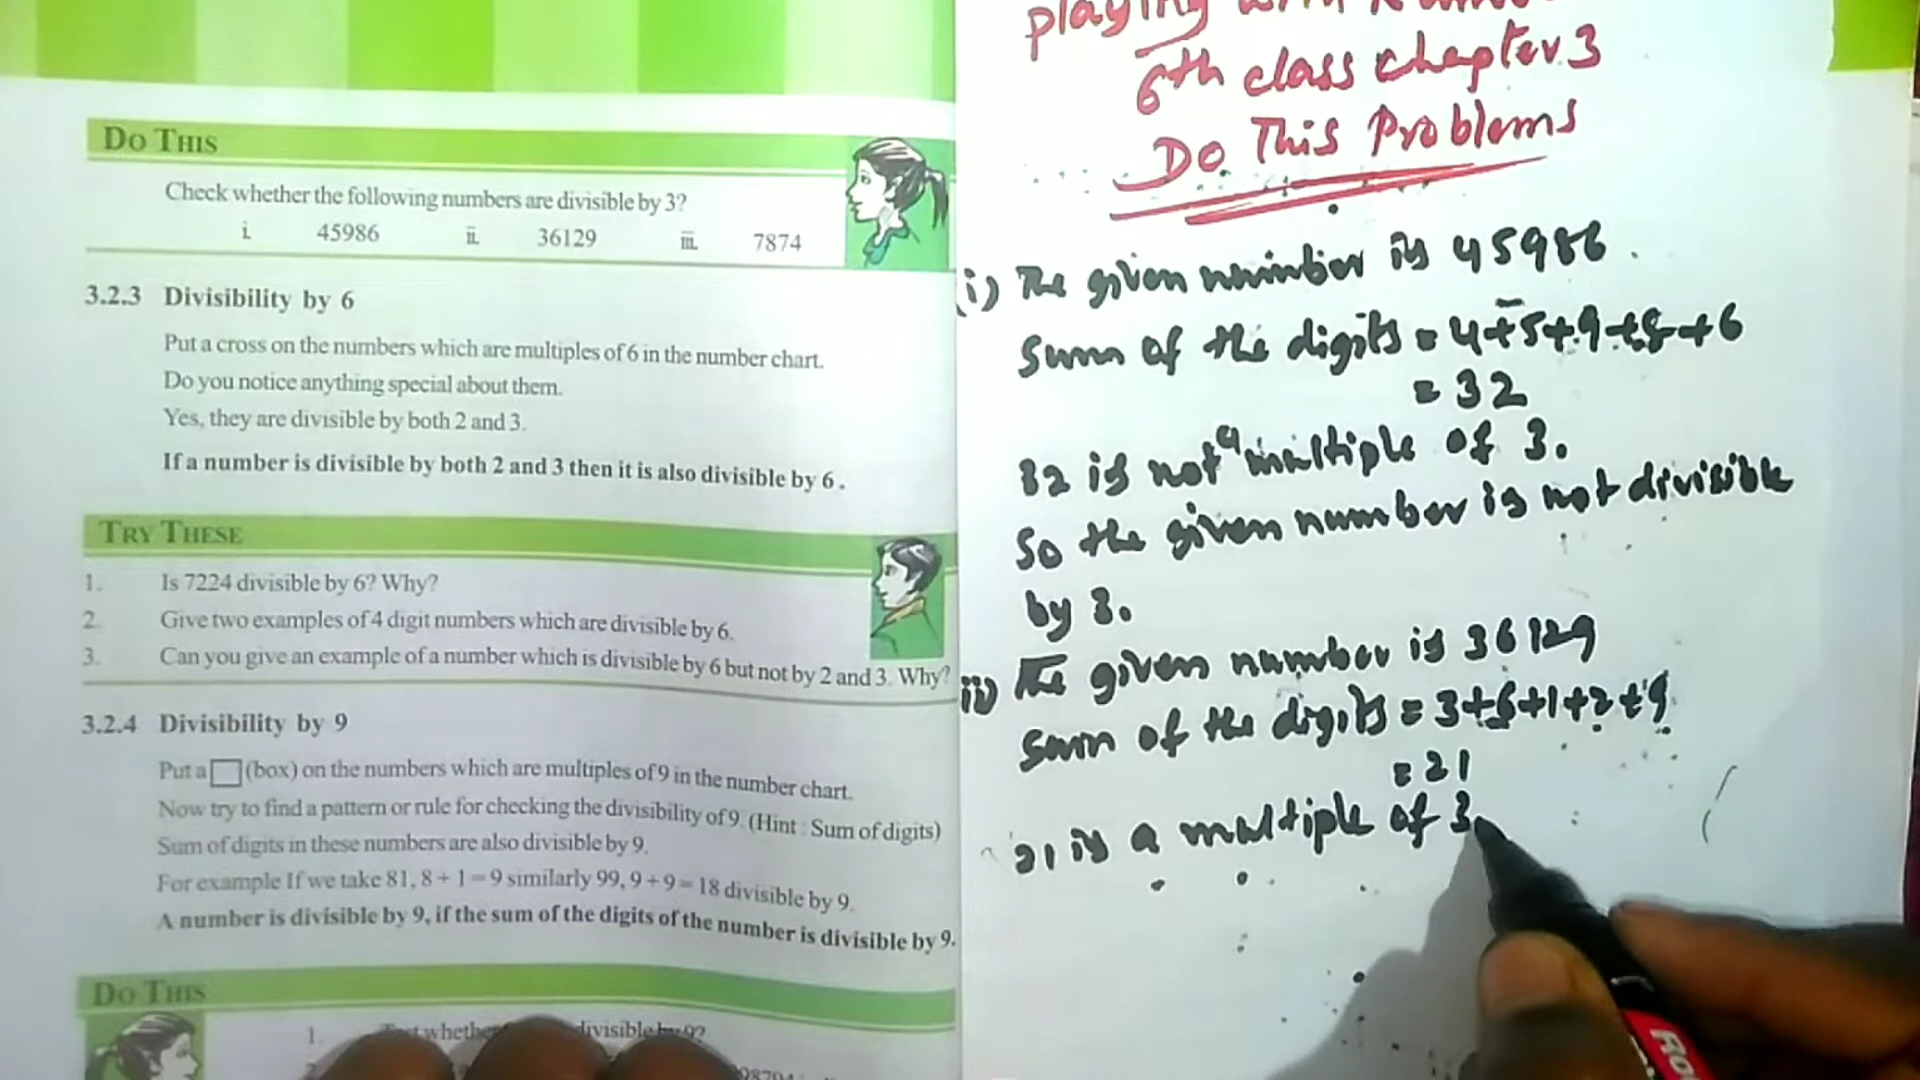 DO THIS
Check whether the following numbers are divisible by 3?
i. 45986 ii. 36129 iii. 7874
3.2.3 Divisibility by 6
Put a cross on the numbers which are multiples of 6 in the number chart.
Do you notice anything special about them.
Yes, they are divisible by both 2 and 3.
If a number is divisible by both 2 and 3 then it is also divisible by 6.
TRY THESE
1. Is 7224 divisible by 6? Why?
2. Give two examples of 4 digit numbers which are divisible by 6.
3. Can you give an example of a number which is divisible by 6 but not by 2 and 3. Why?
3.2.4 Divisibility by 9
Put a (box) on the numbers which are multiples of 9 in the number chart.
Now try to find a pattern or rule for checking the divisibility of 9. (Hint : Sum of digits)
Sum of digits in these numbers are also divisible by 9.
For example If we take 81, 8 + 1 = 9 similarly 99, 9 + 9 = 18 divisible by 9.
A number is divisible by 9, if the sum of the digits of the number is divisible by 9.
DO THIS
1. divisible by 9?
playing with
6th class chapter 3
Do This Problems
(i) The given number is 45986.
Sum of the digits = 4+5+9+8+6
= 32
32 is not a multiple of 3.
So the given number is not divisible
by 3.
ii) The given number is 36129
Sum of the digits = 3+6+1+2+9
= 21
21 is a multiple of 3